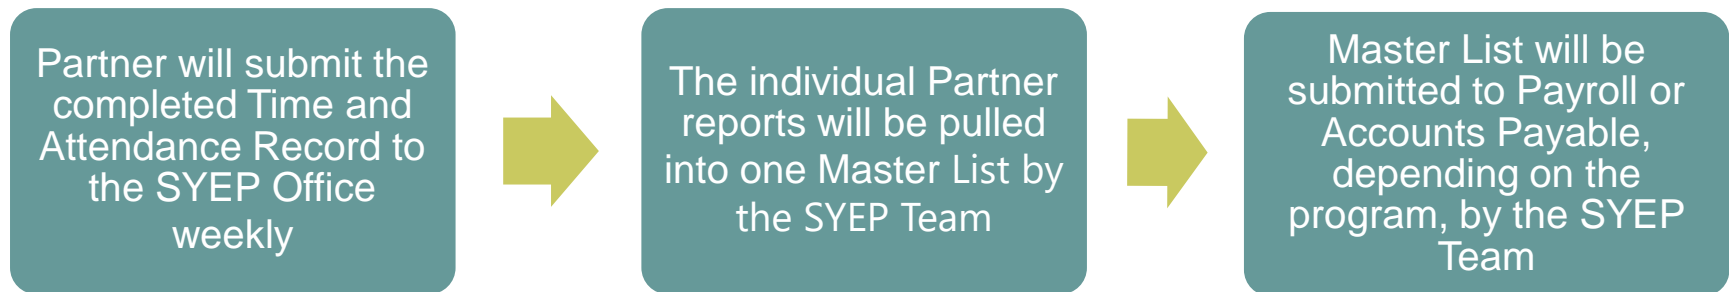 Partner will submit the
completed Time and
Attendance Record to
the SYEP Office
weekly
The individual Partner
reports will be pulled
into one Master List by
the SYEP Team
Master List will be
submitted to Payroll or
Accounts Payable,
depending on the
program, by the SYEP
Team